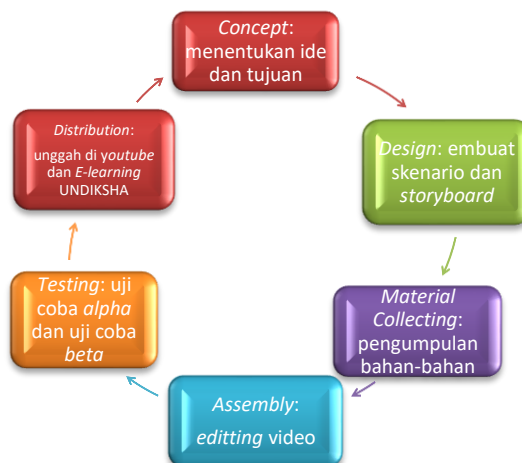 Concept:
menentukan ide
dan tujuan
Design: embuat
skenario dan
storyboard
Material
Collecting:
pengumpulan
bahan-bahan
Assembly:
editting video
Testing: uji
coba alpha
dan uji coba
beta
Distribution:
unggah di youtube
dan E-learning
UNDIKSHA